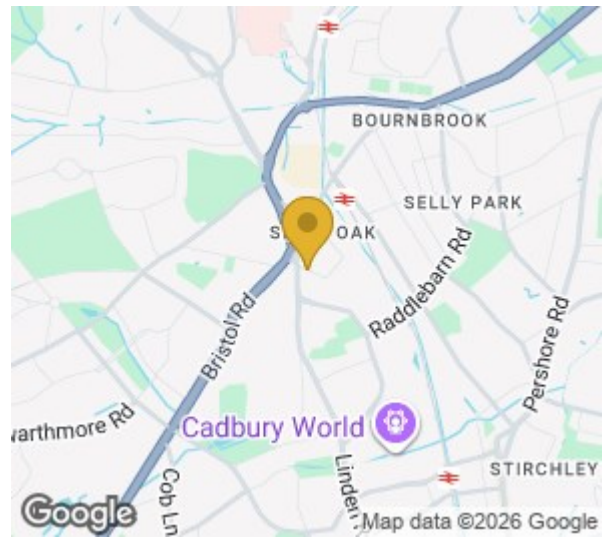 BOURNBROOK
SELLY PARK
S OAK
Raddlebarn Rd
Bristol Rd
Pershore Rd
warthmore Rd
Cadbury World
Cob Ln
Linden
STIRCHLEY
Google
Map data ©2026 Google